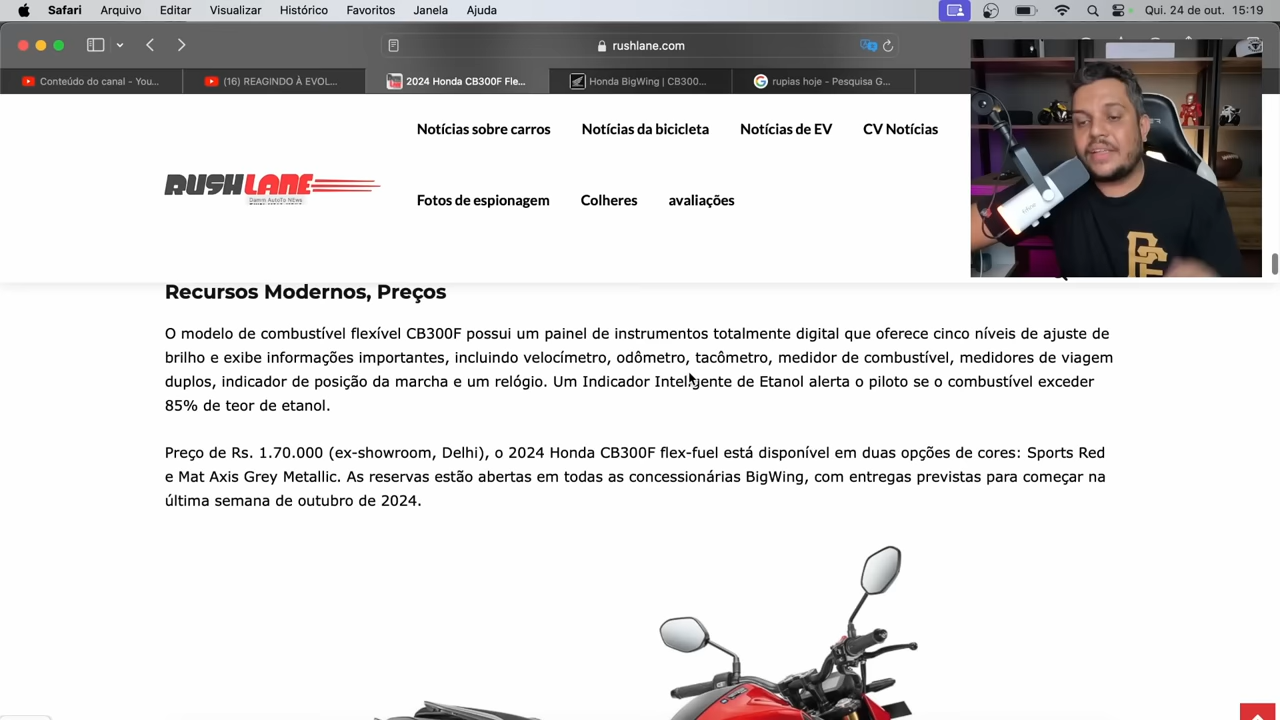 Safari Arquivo Editar Visualizar Histórico Favoritos Janela Ajuda Qui. 24 de out. 15:19
rushlane.com
Conteúdo do canal - You... (16) REAGINDO À EVOL... 2024 Honda CB300F Fle... Honda BigWing | CB300... rupias hoje - Pesquisa G...
Notícias sobre carros Notícias da bicicleta Notícias de EV CV Notícias
RUSHLANE
Damm AutoTo NEws
Fotos de espionagem Colheres avaliações
Recursos Modernos, Preços
O modelo de combustível flexível CB300F possui um painel de instrumentos totalmente digital que oferece cinco níveis de ajuste de
brilho e exibe informações importantes, incluindo velocímetro, odômetro, tacômetro, medidor de combustível, medidores de viagem
duplos, indicador de posição da marcha e um relógio. Um Indicador Inteligente de Etanol alerta o piloto se o combustível exceder
85% de teor de etanol.
Preço de Rs. 1.70.000 (ex-showroom, Delhi), o 2024 Honda CB300F flex-fuel está disponível em duas opções de cores: Sports Red
e Mat Axis Grey Metallic. As reservas estão abertas em todas as concessionárias BigWing, com entregas previstas para começar na
última semana de outubro de 2024.